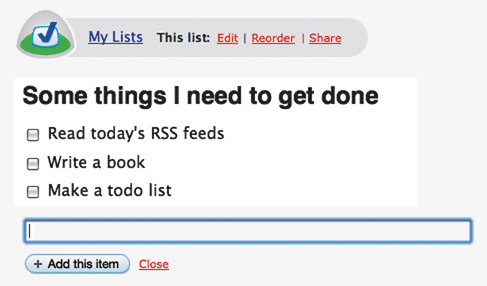 My Lists This list: Edit | Reorder | Share
Some things I need to get done
Read today's RSS feeds
Write a book
Make a todo list
+ Add this item Close